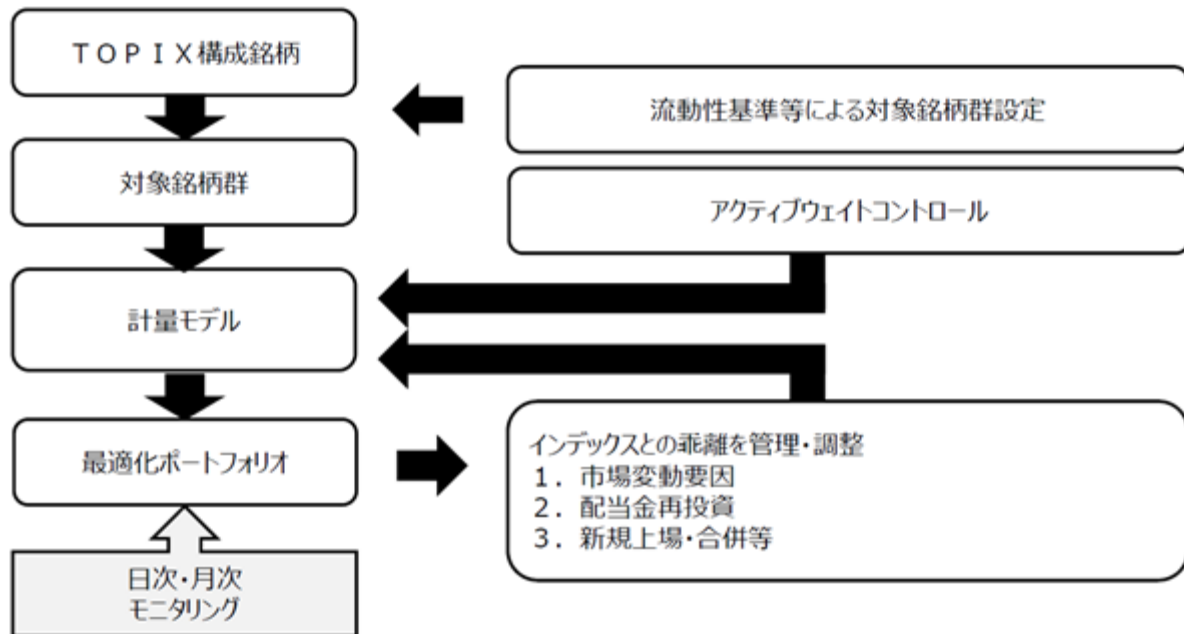 ＴＯＰＩＸ構成銘柄
流動性基準等による対象銘柄群設定
対象銘柄群
アクティブウェイトコントロール
計量モデル
最適化ポートフォリオ
インデックスとの乖離を管理・調整
1．市場変動要因
2．配当金再投資
3．新規上場・合併等
日次・月次
モニタリング